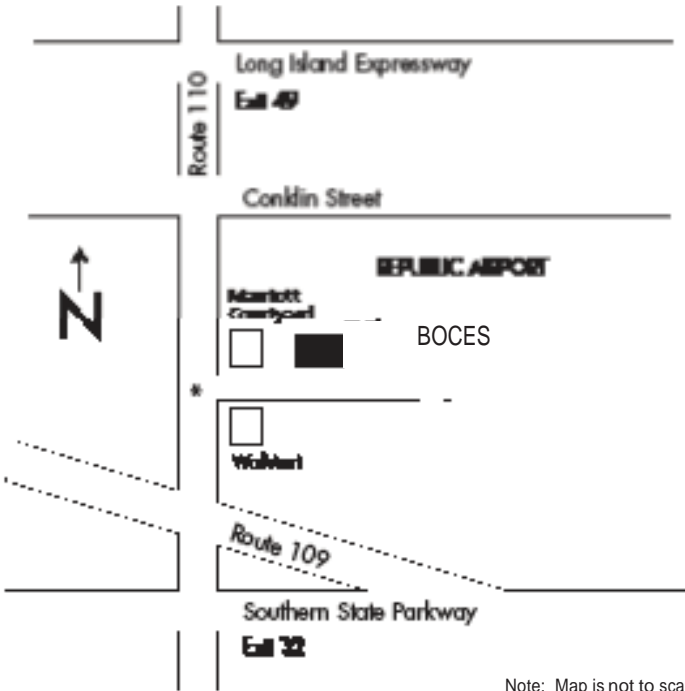 Long Island Expressway
Exit 49
Route 110
Conklin Street
REPUBLIC AIRPORT
N
Marriott
Courtyard
BOCES
*
WalMart
Route 109
Southern State Parkway
Exit 32
Note: Map is not to sca